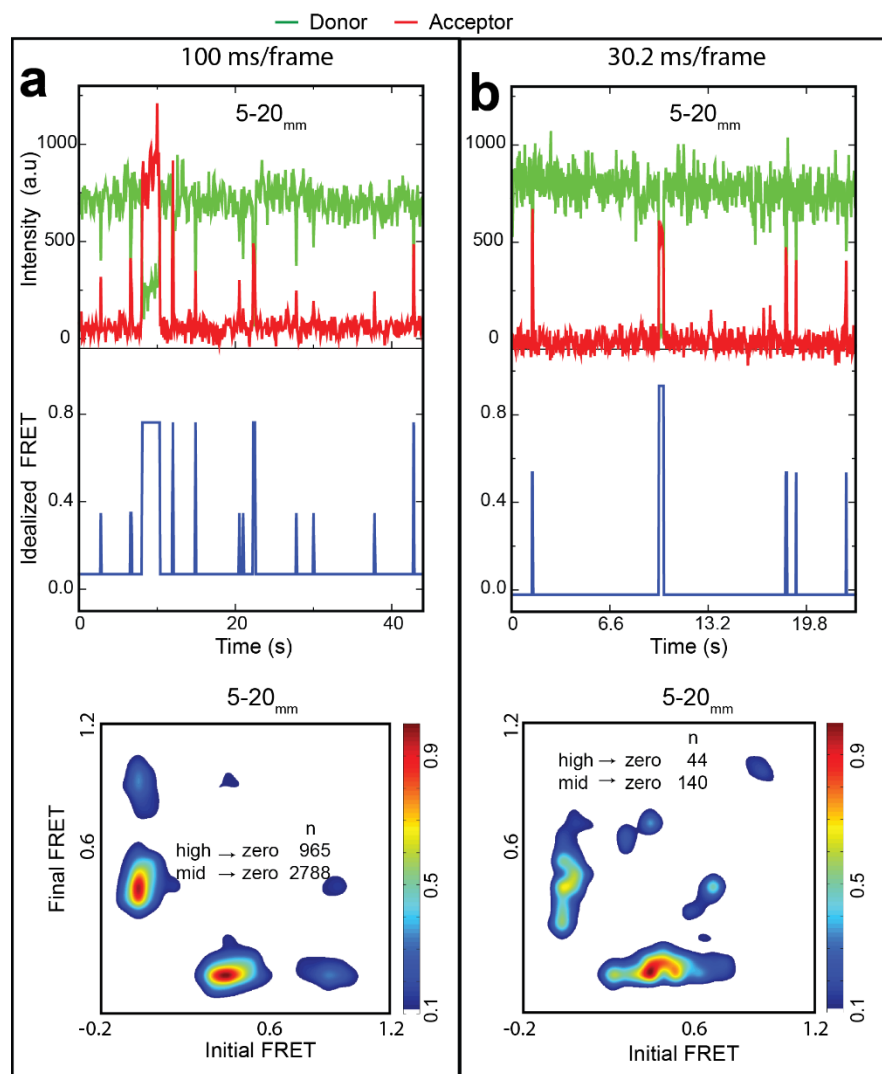 Donor Acceptor
100 ms/frame
a
5-20mm
Intensity (a.u)
1000
500
0
Idealized FRET
0.8
0.4
0.0
0 20 40
Time (s)
5-20mm
Final FRET
1.2
0.6
n
high → zero 965
mid → zero 2788
-0.2 0.6 1.2
Initial FRET
0.9
0.5
0.1
30.2 ms/frame
b
5-20mm
1000
500
0
0.8
0.4
0.0
0 6.6 13.2 19.8
Time (s)
5-20mm
1.2
0.6
n
high → zero 44
mid → zero 140
-0.2 0.6 1.2
Initial FRET
0.9
0.5
0.1